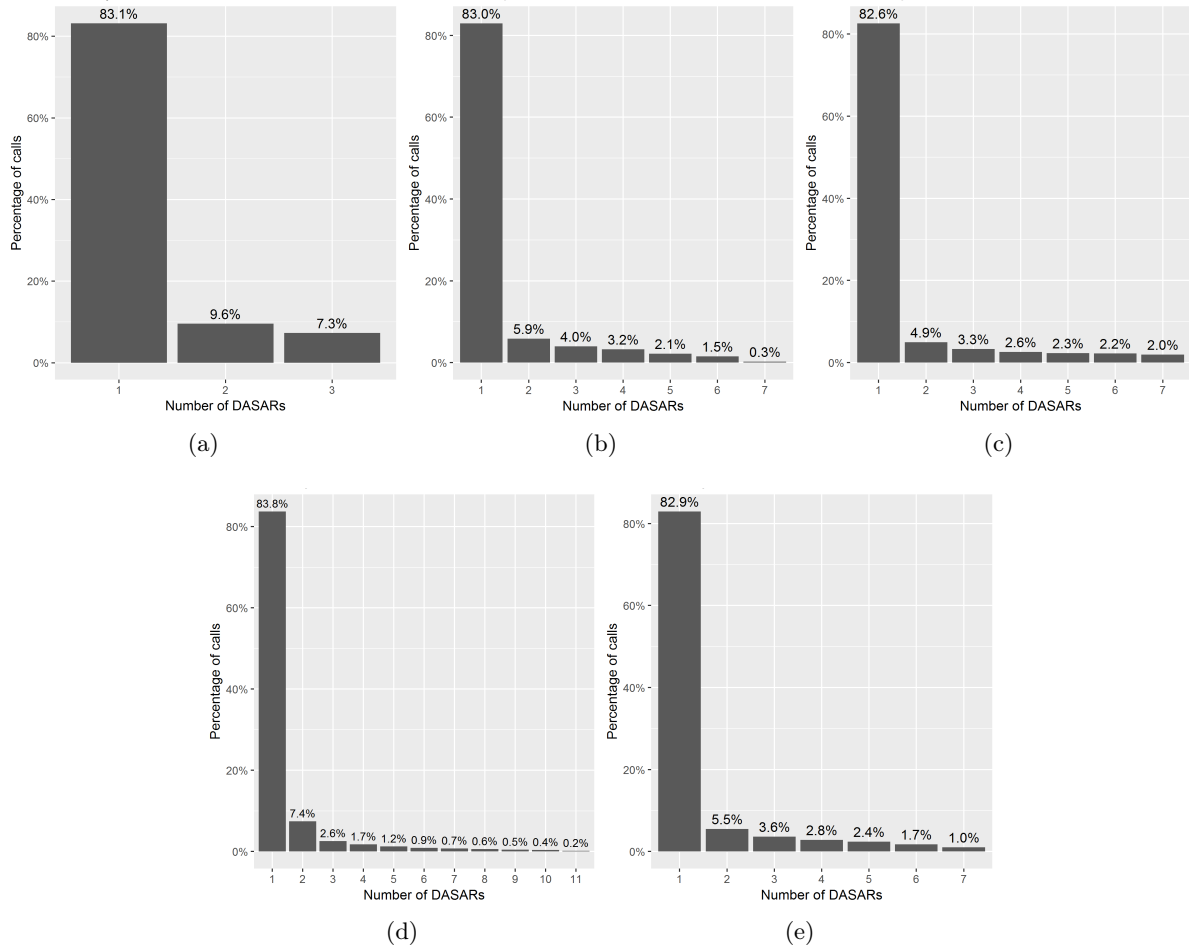 83.1%
80%
60%
40%
20%
0%
9.6%
7.3%
1 2 3
Percentage of calls
Number of DASARs
(a)
83.0%
80%
60%
40%
20%
0%
5.9% 4.0% 3.2% 2.1% 1.5% 0.3%
1 2 3 4 5 6 7
Percentage of calls
Number of DASARs
(b)
82.6%
80%
60%
40%
20%
0%
4.9% 3.3% 2.6% 2.3% 2.2% 2.0%
1 2 3 4 5 6 7
Percentage of calls
Number of DASARs
(c)
83.8%
80%
60%
40%
20%
0%
7.4% 2.6% 1.7% 1.2% 0.9% 0.7% 0.6% 0.5% 0.4% 0.2%
1 2 3 4 5 6 7 8 9 10 11
Percentage of calls
Number of DASARs
(d)
82.9%
80%
60%
40%
20%
0%
5.5% 3.6% 2.8% 2.4% 1.7% 1.0%
1 2 3 4 5 6 7
Percentage of calls
Number of DASARs
(e)